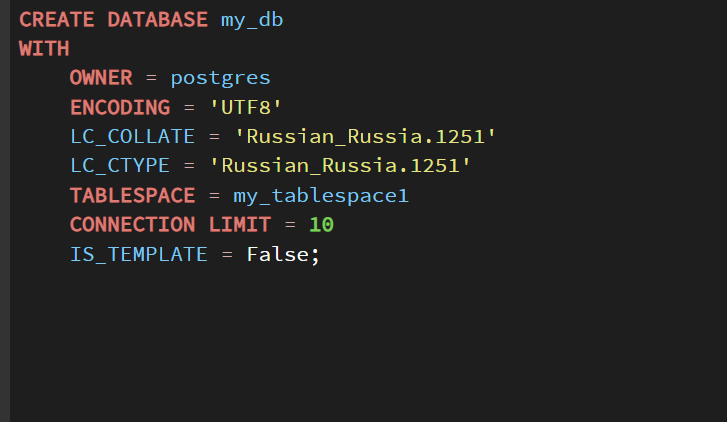 CREATE DATABASE my_db
WITH
    OWNER = postgres
    ENCODING = 'UTF8'
    LC_COLLATE = 'Russian_Russia.1251'
    LC_CTYPE = 'Russian_Russia.1251'
    TABLESPACE = my_tablespace1
    CONNECTION LIMIT = 10
    IS_TEMPLATE = False;